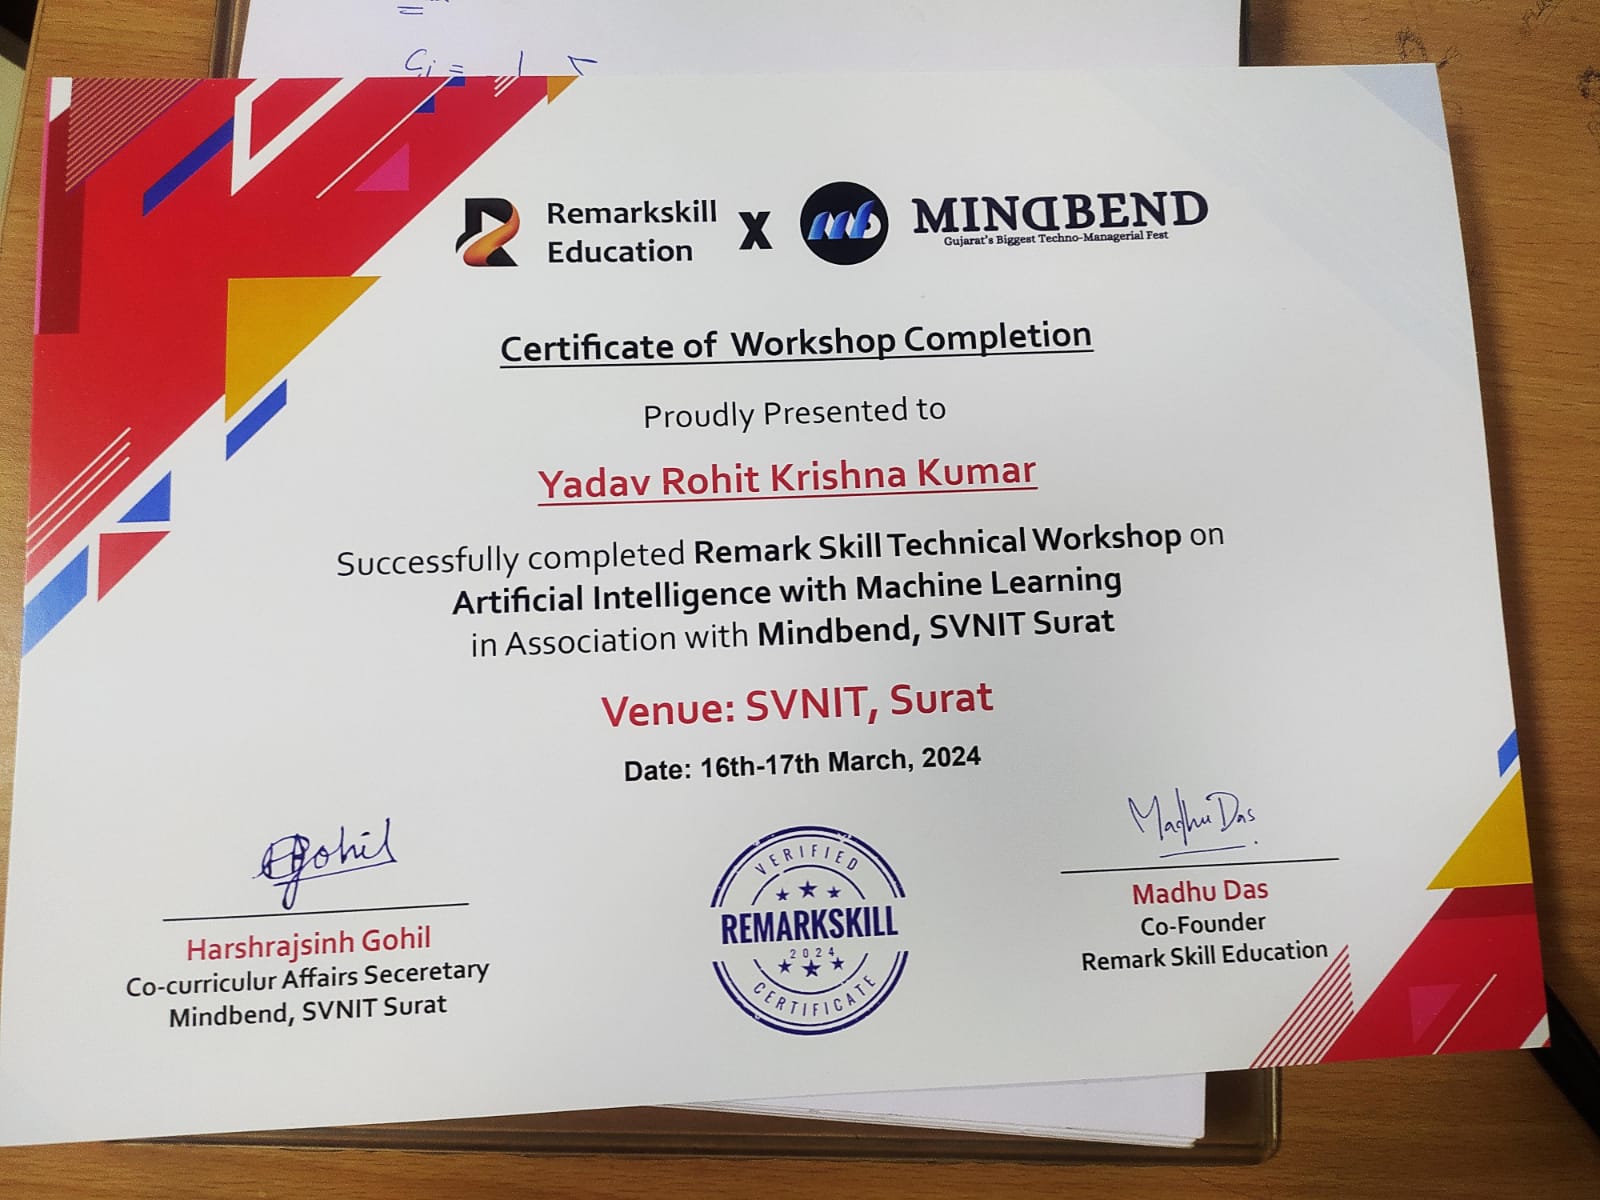 Ci =
Remarkskill
Education
X
mb
MINDBEND
Gujarat's Biggest Techno-Managerial Fest
Certificate of Workshop Completion
Proudly Presented to
Yadav Rohit Krishna Kumar
Successfully completed Remark Skill Technical Workshop on
Artificial Intelligence with Machine Learning
in Association with Mindbend, SVNIT Surat
Venue: SVNIT, Surat
Date: 16th-17th March, 2024
Gohil
Harshrajsinh Gohil
Co-curriculur Affairs Seceretary
Mindbend, SVNIT Surat
VERIFIED
REMARKSKILL
2024
CERTIFICATE
Madhu Das
Madhu Das
Co-Founder
Remark Skill Education